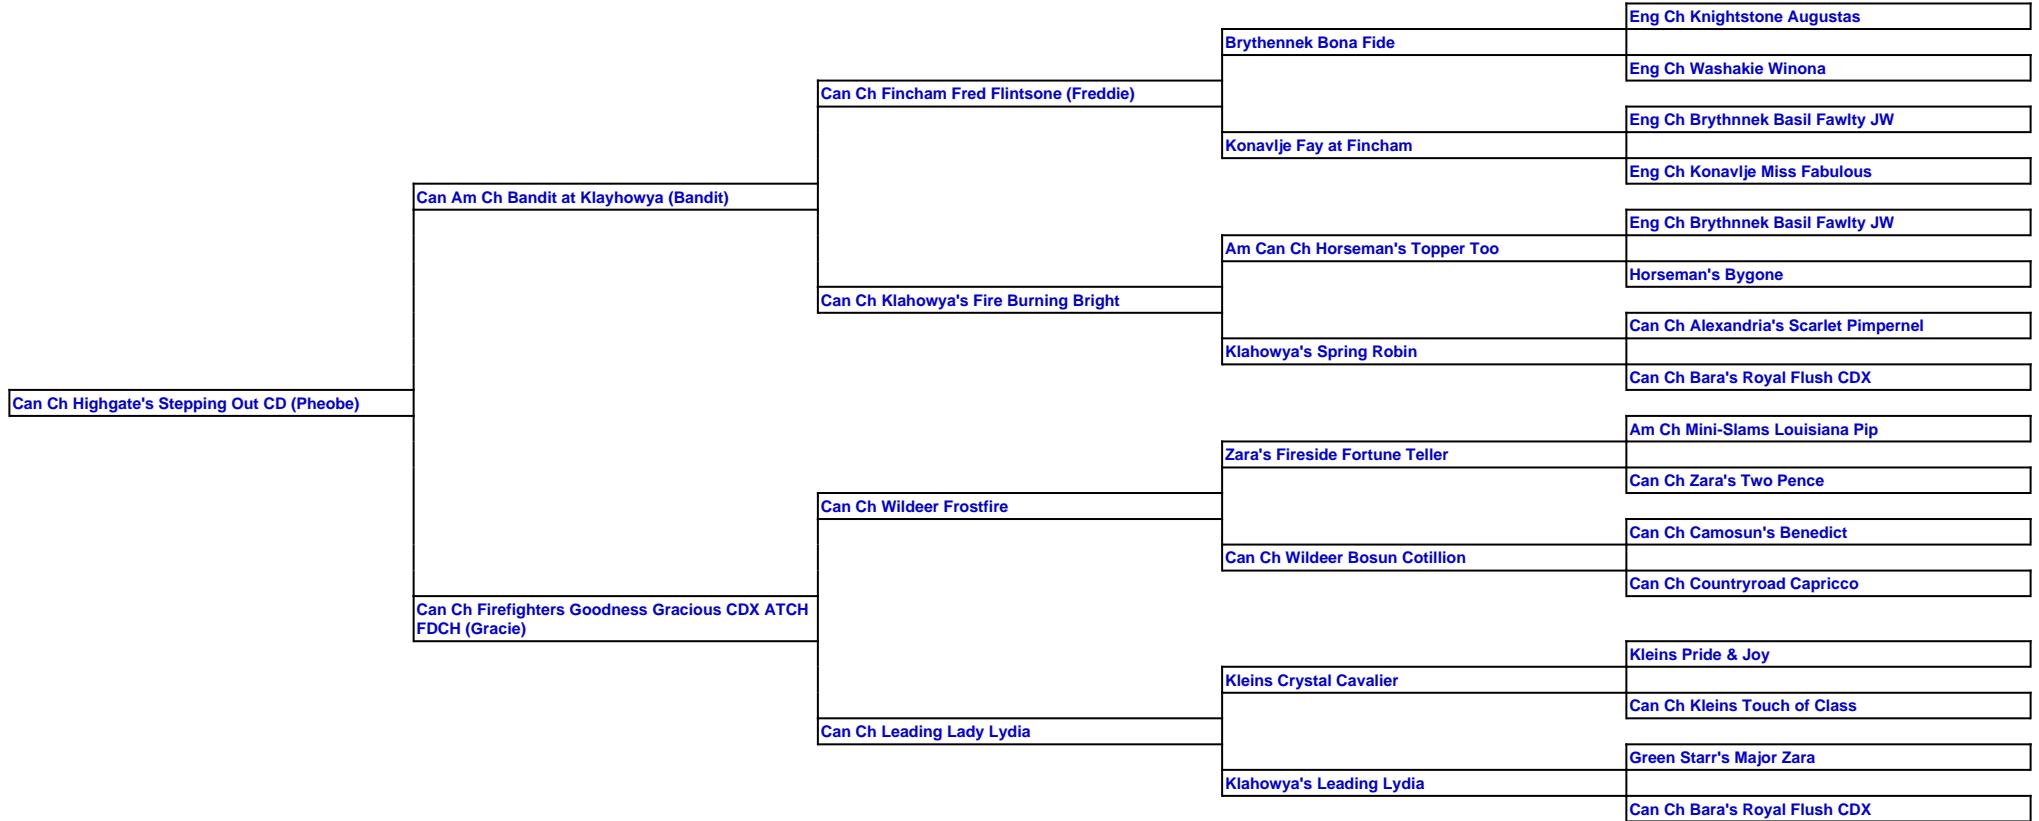 Eng Ch Knightstone Augustas
Brythennek Bona Fide
Eng Ch Washakie Winona
Can Ch Fincham Fred Flintsone (Freddie)
Eng Ch Brythnnek Basil Fawlty JW
Konavlje Fay at Fincham
Eng Ch Konavlje Miss Fabulous
Can Am Ch Bandit at Klayhowya (Bandit)
Eng Ch Brythnnek Basil Fawlty JW
Am Can Ch Horseman's Topper Too
Horseman's Bygone
Can Ch Klahowya's Fire Burning Bright
Can Ch Alexandria's Scarlet Pimpernel
Klahowya's Spring Robin
Can Ch Bara's Royal Flush CDX
Can Ch Highgate's Stepping Out CD (Pheobe)
Am Ch Mini-Slams Louisiana Pip
Zara's Fireside Fortune Teller
Can Ch Zara's Two Pence
Can Ch Wildeer Frostfire
Can Ch Camosun's Benedict
Can Ch Wildeer Bosun Cotillion
Can Ch Countryroad Capricco
Can Ch Firefighters Goodness Gracious CDX ATCH
FDCH (Gracie)
Kleins Pride & Joy
Kleins Crystal Cavalier
Can Ch Kleins Touch of Class
Can Ch Leading Lady Lydia
Green Starr's Major Zara
Klahowya's Leading Lydia
Can Ch Bara's Royal Flush CDX